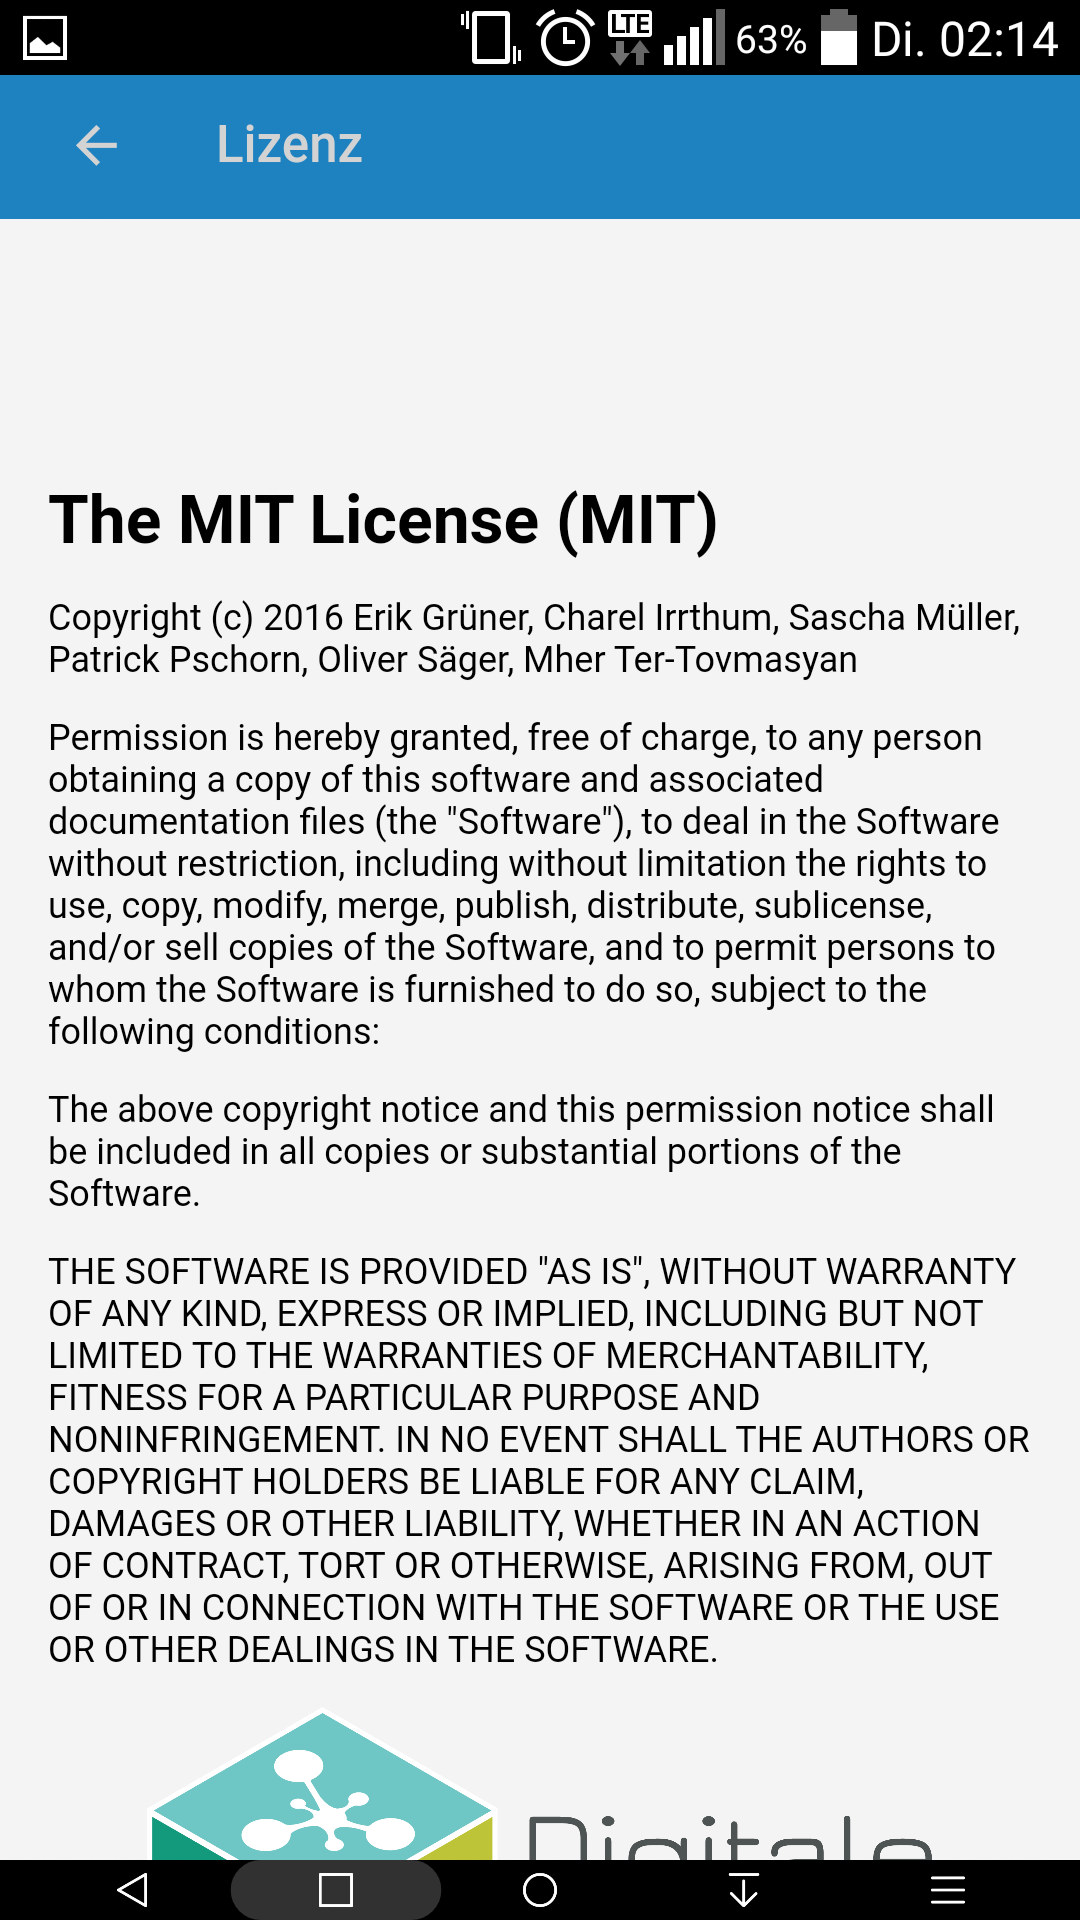 LTE 63% Di. 02:14
Lizenz
The MIT License (MIT)
Copyright (c) 2016 Erik Grüner, Charel Irrthum, Sascha Müller,
Patrick Pschorn, Oliver Säger, Mher Ter-Tovmasyan
Permission is hereby granted, free of charge, to any person
obtaining a copy of this software and associated
documentation files (the "Software"), to deal in the Software
without restriction, including without limitation the rights to
use, copy, modify, merge, publish, distribute, sublicense,
and/or sell copies of the Software, and to permit persons to
whom the Software is furnished to do so, subject to the
following conditions:
The above copyright notice and this permission notice shall
be included in all copies or substantial portions of the
Software.
THE SOFTWARE IS PROVIDED "AS IS", WITHOUT WARRANTY
OF ANY KIND, EXPRESS OR IMPLIED, INCLUDING BUT NOT
LIMITED TO THE WARRANTIES OF MERCHANTABILITY,
FITNESS FOR A PARTICULAR PURPOSE AND
NONINFRINGEMENT. IN NO EVENT SHALL THE AUTHORS OR
COPYRIGHT HOLDERS BE LIABLE FOR ANY CLAIM,
DAMAGES OR OTHER LIABILITY, WHETHER IN AN ACTION
OF CONTRACT, TORT OR OTHERWISE, ARISING FROM, OUT
OF OR IN CONNECTION WITH THE SOFTWARE OR THE USE
OR OTHER DEALINGS IN THE SOFTWARE.
Digitale